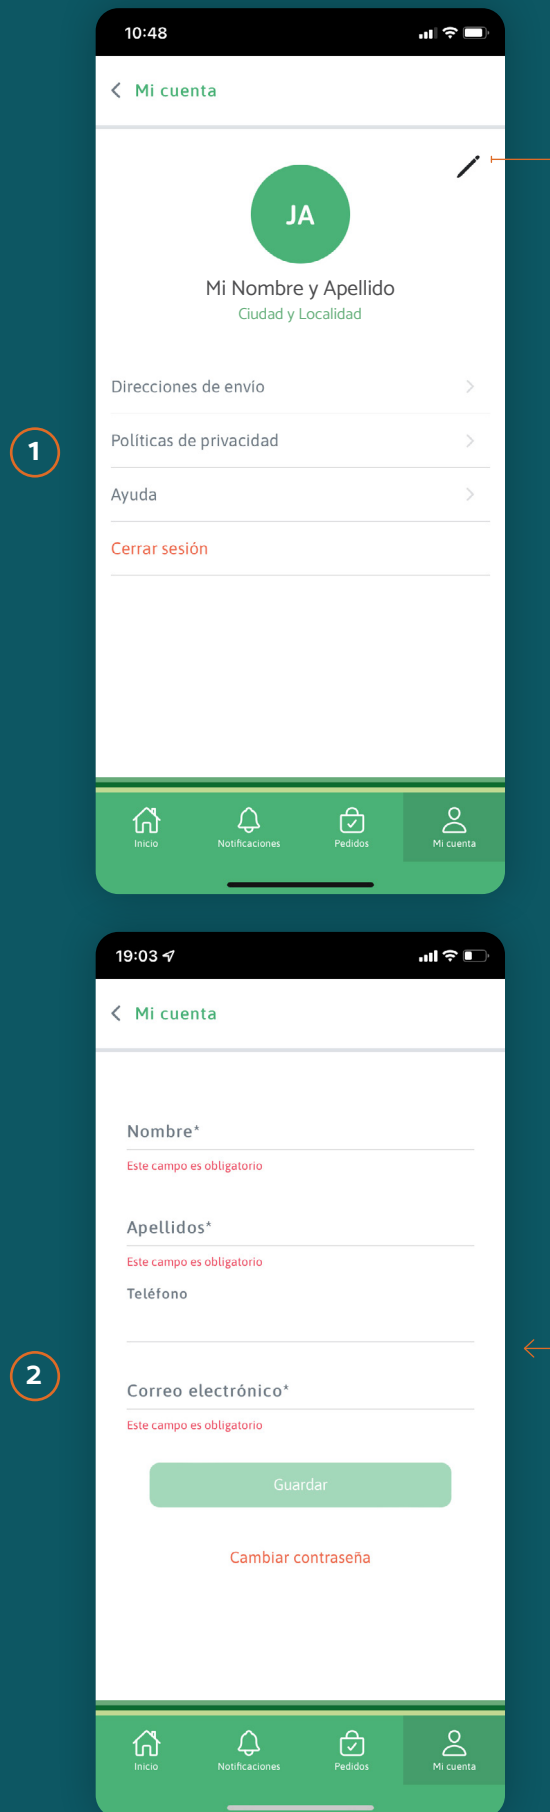 10:48
Mi cuenta
JA
Mi Nombre y Apellido
Ciudad y Localidad
Direcciones de envío
1
Políticas de privacidad
Ayuda
Cerrar sesión
Inicio
Notificaciones
Pedidos
Mi cuenta
19:03
Mi cuenta
Nombre*
Este campo es obligatorio
Apellidos*
Este campo es obligatorio
Teléfono
2
Correo electrónico*
Este campo es obligatorio
Guardar
Cambiar contraseña
Inicio
Notificaciones
Pedidos
Mi cuenta